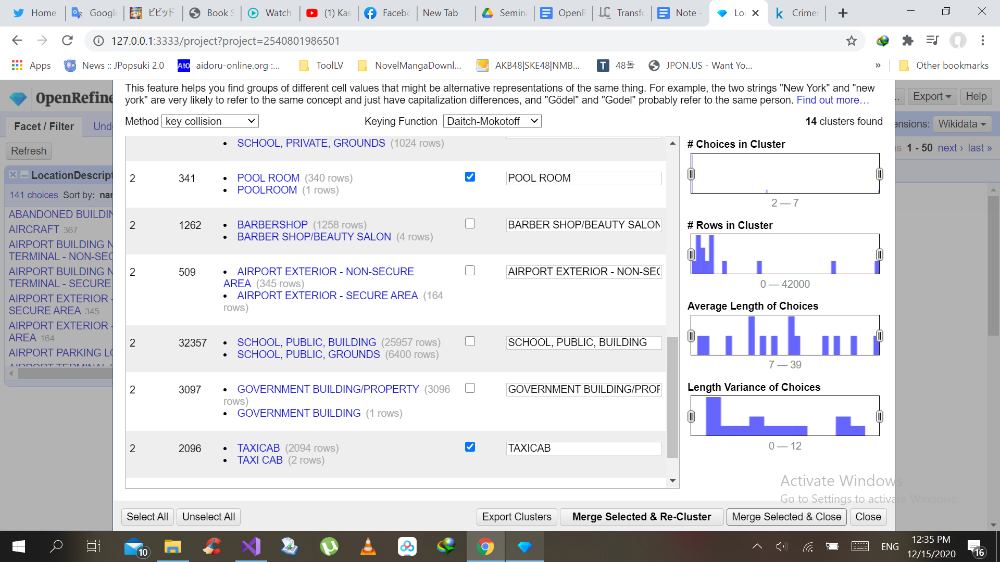 Home
Google
ビビッド
Book S
Watch
(1) Kas
Facebo
New Tab
Semina
OpenR
Transfo
Note -
Lo
Crimes
127.0.0.1:3333/project?project=2540801986501
Apps
News :: JPopsuki 2.0
A!O aidoru-online.org :...
ToolLV
NovelMangaDownl...
AKB48|SKE48|NMB...
T 48돌
JPON.US - Want Yo...
»
Other bookmarks
OpenRefine
Export
Help
Facet / Filter
Und
ensions: Wikidata
Refresh
s 1 - 50 next › last »
LocationDescript
141 choices Sort by: nam
ABANDONED BUILDIN
AIRCRAFT 367
AIRPORT BUILDING N
TERMINAL - NON-SEC
AIRPORT BUILDING N
TERMINAL - SECURE
AIRPORT EXTERIOR -
SECURE AREA 345
AIRPORT EXTERIOR -
AREA 164
AIRPORT PARKING LO
AIRPORT TERMINAL L
This feature helps you find groups of different cell values that might be alternative representations of the same thing. For example, the two strings "New York" and "new
york" are very likely to refer to the same concept and just have capitalization differences, and "Gödel" and "Godel" probably refer to the same person. Find out more…
Method key collision
Keying Function Daitch-Mokotoff
14 clusters found
• SCHOOL, PRIVATE, GROUNDS (1024 rows)
2 341 • POOL ROOM (340 rows) POOL ROOM
• POOLROOM (1 rows)
2 1262 • BARBERSHOP (1258 rows) BARBER SHOP/BEAUTY SALON
• BARBER SHOP/BEAUTY SALON (4 rows)
2 509 • AIRPORT EXTERIOR - NON-SECURE AIRPORT EXTERIOR - NON-SEC
AREA (345 rows)
• AIRPORT EXTERIOR - SECURE AREA (164
rows)
2 32357 • SCHOOL, PUBLIC, BUILDING (25957 rows) SCHOOL, PUBLIC, BUILDING
• SCHOOL, PUBLIC, GROUNDS (6400 rows)
2 3097 • GOVERNMENT BUILDING/PROPERTY (3096 GOVERNMENT BUILDING/PROP
rows)
• GOVERNMENT BUILDING (1 rows)
2 2096 • TAXICAB (2094 rows) TAXICAB
• TAXI CAB (2 rows)
# Choices in Cluster
2 — 7
# Rows in Cluster
0 — 42000
Average Length of Choices
7 — 39
Length Variance of Choices
0 — 12
Activate Windows
Go to Settings to activate Windows.
Select All
Unselect All
Export Clusters
Merge Selected & Re-Cluster
Merge Selected & Close
Close
10
ENG
12:35 PM
12/15/2020
16